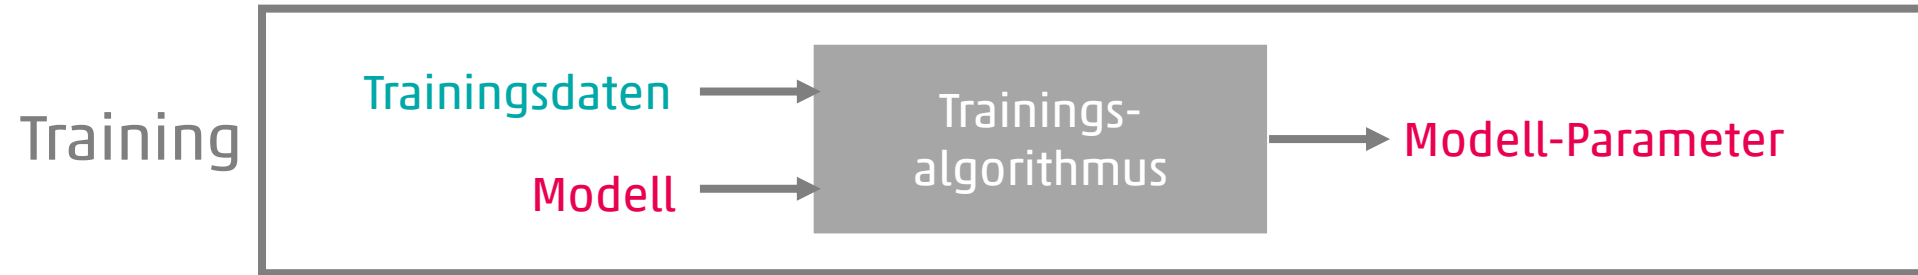 Training
Trainingsdaten
Modell
Trainings-
algorithmus
Modell-Parameter